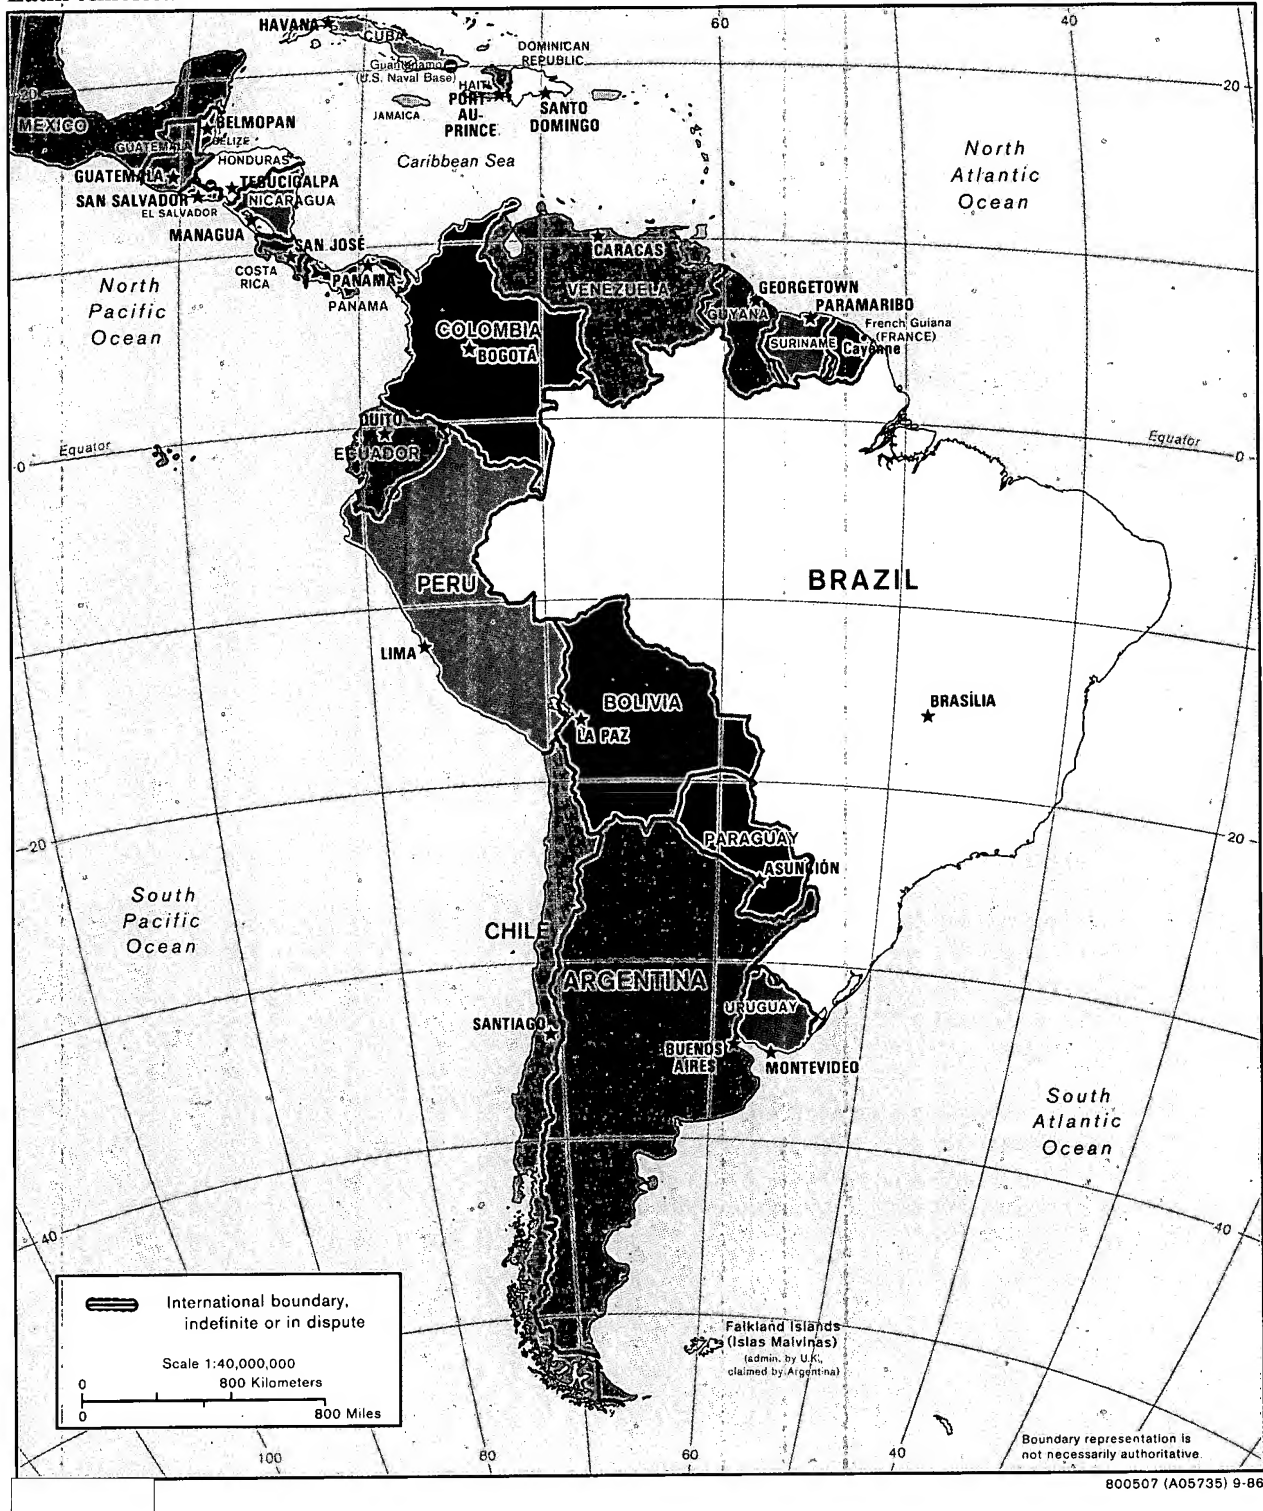 HAVANA
CUBA
60
40
DOMINICAN
REPUBLIC
Guantanamo
(U.S. Naval Base)
HAITI
20
20
PORT-
AU-
PRINCE
SANTO
DOMINGO
JAMAICA
MEXICO
BELMOPAN
BELIZE
GUATEMALA
HONDURAS
Caribbean Sea
North
Atlantic
Ocean
GUATEMALA
TEGUCIGALPA
SAN SALVADOR
NICARAGUA
EL SALVADOR
MANAGUA
SAN JOSÉ
COSTA
RICA
PANAMA
PANAMA
CARACAS
VENEZUELA
North
Pacific
Ocean
GEORGETOWN
PARAMARIBO
GUYANA
French Guiana
(FRANCE)
SURINAME
Cayenne
COLOMBIA
BOGOTÁ
QUITO
ECUADOR
Equator
Equator
0
0
PERU
BRAZIL
LIMA
BOLIVIA
LA PAZ
BRASÍLIA
20
20
PARAGUAY
ASUNCIÓN
South
Pacific
Ocean
CHILE
ARGENTINA
URUGUAY
SANTIAGO
BUENOS
AIRES
MONTEVIDEO
South
Atlantic
Ocean
40
40
International boundary,
indefinite or in dispute
Scale 1:40,000,000
0 800 Kilometers
0 800 Miles
Falkland Islands
(Islas Malvinas)
(admin. by U.K.,
claimed by Argentina)
100
80
60
40
Boundary representation is
not necessarily authoritative.
800507 (A05735) 9-86